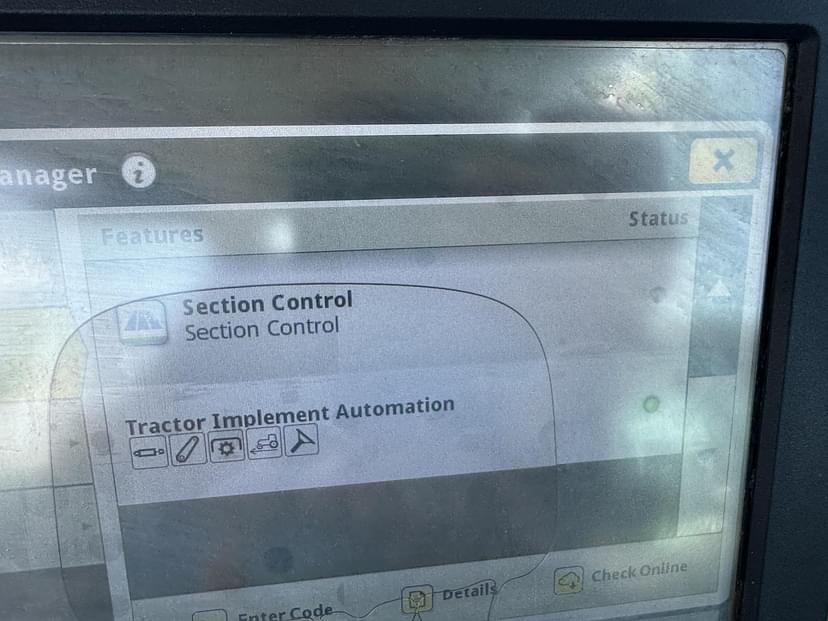 anager
Features
Status
Section Control
Section Control
Tractor Implement Automation
Enter Code
Details
Check Online